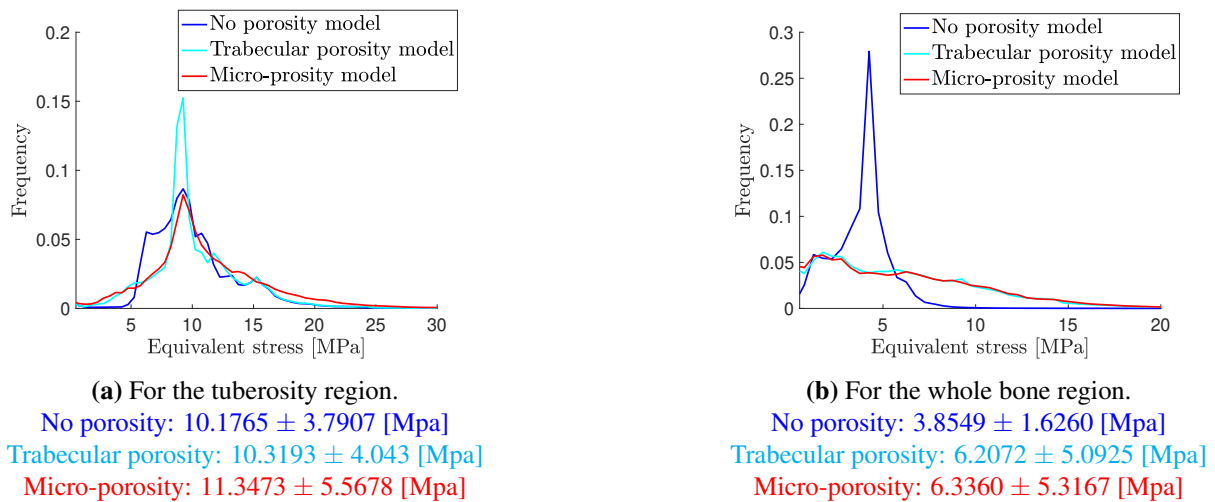 No porosity model
Trabecular porosity model
Micro-prosity model
0.2
0.15
0.1
0.05
0
Frequency
5 10 15 20 25 30
Equivalent stress [MPa]
(a) For the tuberosity region.
No porosity: 10.1765 ± 3.7907 [Mpa]
Trabecular porosity: 10.3193 ± 4.043 [Mpa]
Micro-porosity: 11.3473 ± 5.5678 [Mpa]
No porosity model
Trabecular porosity model
Micro-prosity model
0.3
0.25
0.2
0.15
0.1
0.05
0
Frequency
5 10 15 20
Equivalent stress [MPa]
(b) For the whole bone region.
No porosity: 3.8549 ± 1.6260 [Mpa]
Trabecular porosity: 6.2072 ± 5.0925 [Mpa]
Micro-porosity: 6.3360 ± 5.3167 [Mpa]